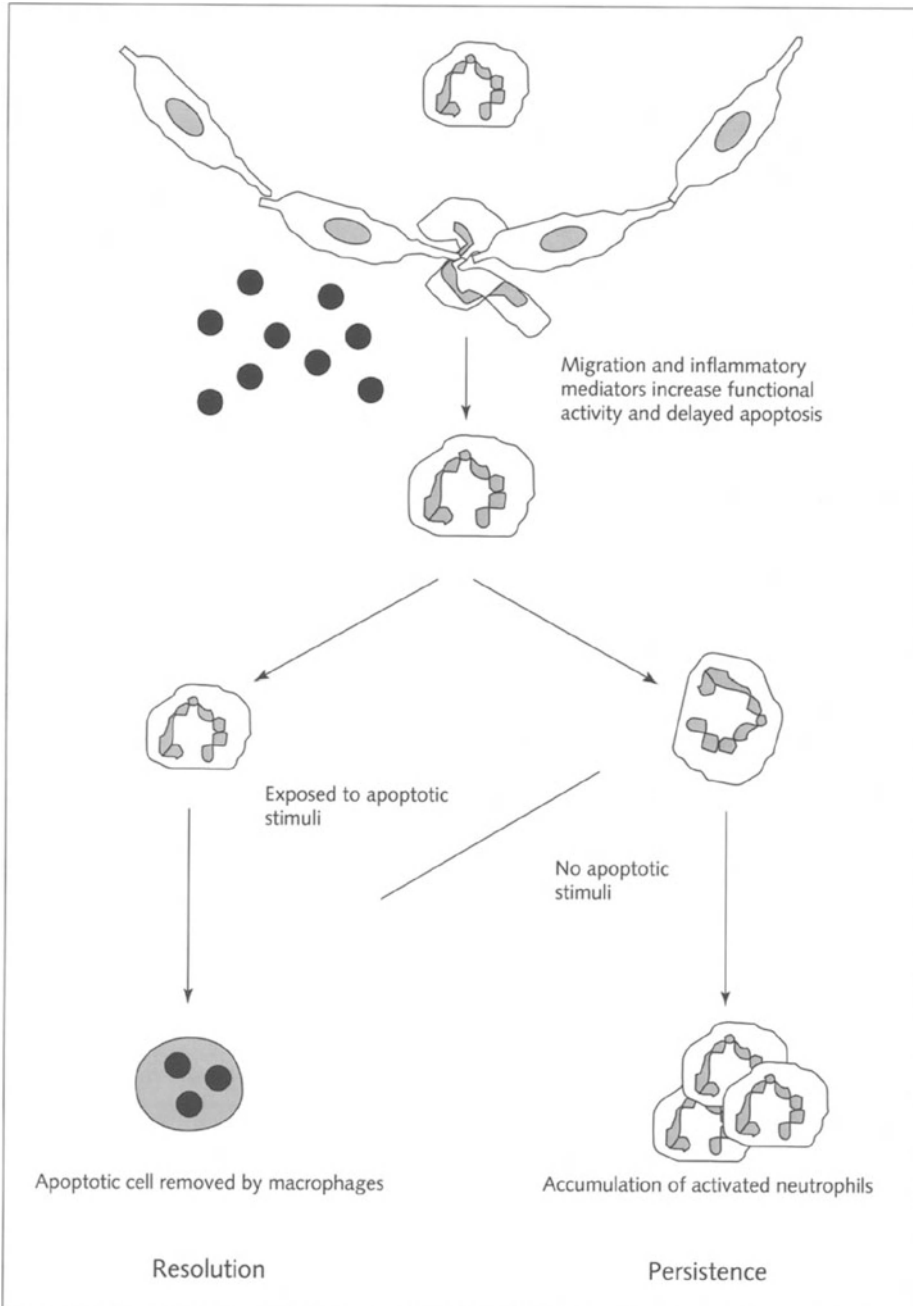 Migration and inflammatory
mediators increase functional
activity and delayed apoptosis
Exposed to apoptotic
stimuli
No apoptotic
stimuli
Apoptotic cell removed by macrophages
Accumulation of activated neutrophils
Resolution
Persistence